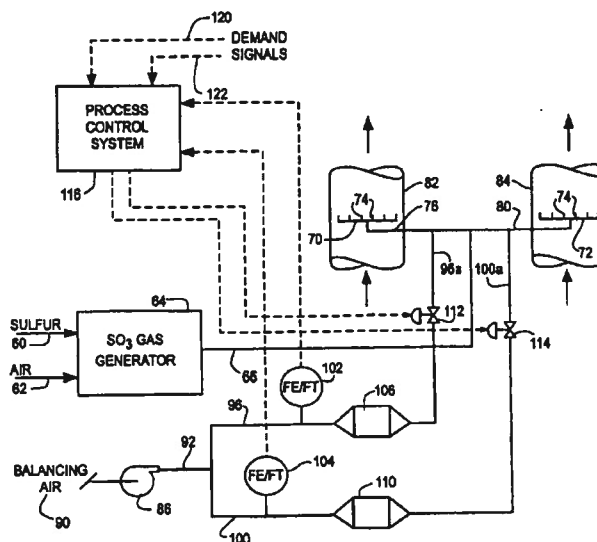 120
DEMAND
SIGNALS
122
PROCESS
CONTROL
SYSTEM
116
82
84
74
76
74
80
70
72
96a
100a
64
112
114
SULFUR
60
SO3 GAS
GENERATOR
AIR
62
66
102
FE/FT
106
96
92
104
FE/FT
110
BALANCING
AIR
90
86
100